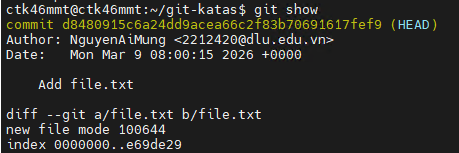 ctk46mmt@ctk46mmt:~/git-katas$ git show
commit d8480915c6a24dd9acea66c2f83b70691617fef9 (HEAD)
Author: NguyenAiMung <2212420@dlu.edu.vn>
Date:   Mon Mar 9 08:00:15 2026 +0000
    Add file.txt
diff --git a/file.txt b/file.txt
new file mode 100644
index 0000000..e69de29